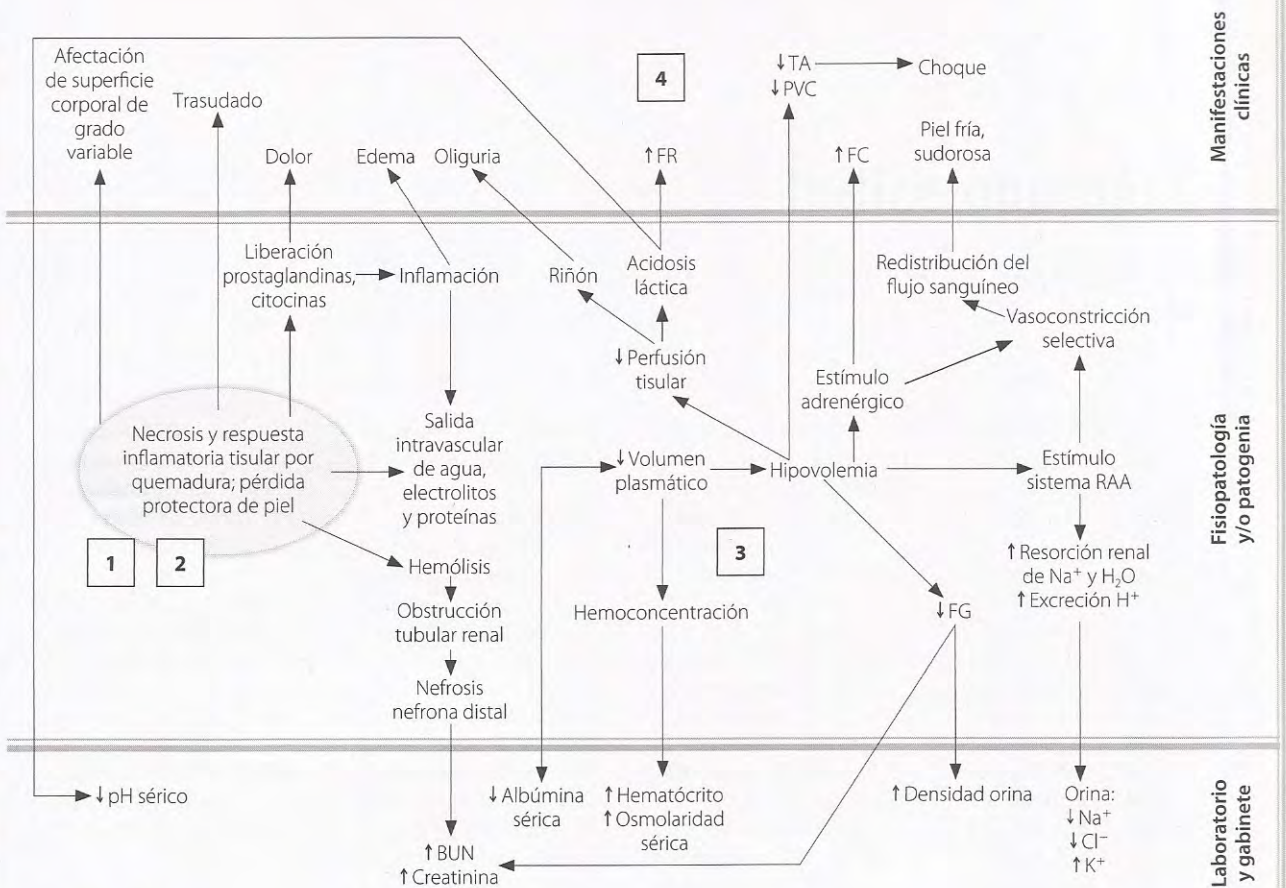 Afectación
de superficie
corporal de
grado
variable
Trasudado
Dolor
Edema
Oliguria
4
↑FR
↓TA
↓PVC
Choque
↑FC
Piel fría,
sudorosa
Manifestaciones
clínicas
Liberación
prostaglandinas,
citocinas
Inflamación
Riñón
Acidosis
láctica
Redistribución del
flujo sanguíneo
Vasoconstricción
selectiva
↓Perfusión
tisular
Estímulo
adrenérgico
Necrosis y respuesta
inflamatoria tisular por
quemadura; pérdida
protectora de piel
1
2
Salida
intravascular
de agua,
electrolitos
y proteínas
↓Volumen
plasmático
Hipovolemia
Estímulo
sistema RAA
3
Hemólisis
Obstrucción
tubular renal
Nefrosis
nefrona distal
Hemoconcentración
↓FG
↑Resorción renal
de Na⁺ y H₂O
↑Excreción H⁺
Fisiopatología
y/o patogenia
↓pH sérico
↑BUN
↑Creatinina
↓Albúmina
sérica
↑Hematócrito
↑Osmolaridad
sérica
↑Densidad orina
Orina:
↓Na⁺
↓Cl⁻
↑K⁺
Laboratorio
y gabinete